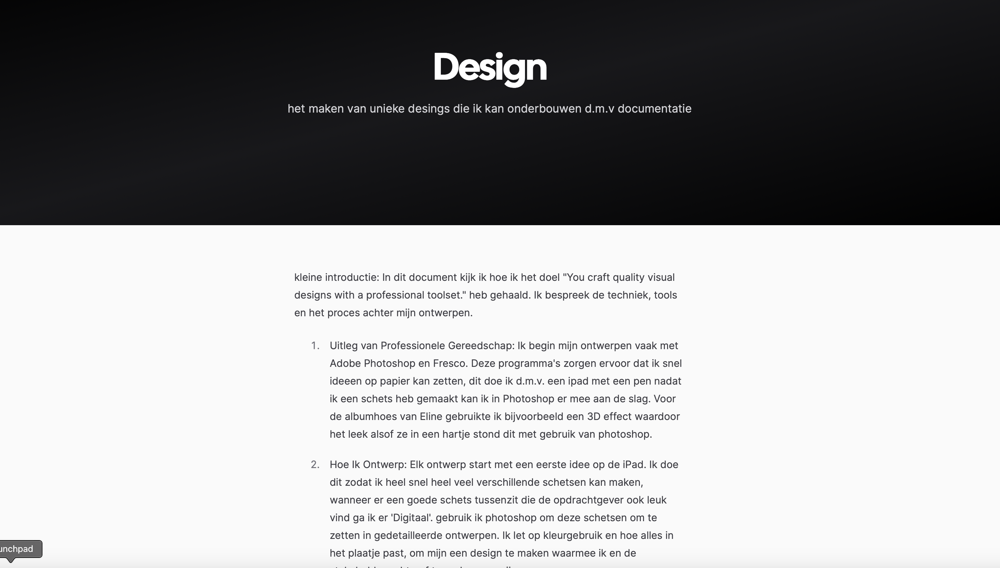 Design
het maken van unieke desings die ik kan onderbouwen d.m.v documentatie
kleine introductie: In dit document kijk ik hoe ik het doel "You craft quality visual
designs with a professional toolset." heb gehaald. Ik bespreek de techniek, tools
en het proces achter mijn ontwerpen.
1. Uitleg van Professionele Gereedschap: Ik begin mijn ontwerpen vaak met
Adobe Photoshop en Fresco. Deze programma's zorgen ervoor dat ik snel
ideeen op papier kan zetten, dit doe ik d.m.v. een ipad met een pen nadat
ik een schets heb gemaakt kan ik in Photoshop er mee aan de slag. Voor
de albumhoes van Eline gebruikte ik bijvoorbeeld een 3D effect waardoor
het leek alsof ze in een hartje stond dit met gebruik van photoshop.
2. Hoe Ik Ontwerp: Elk ontwerp start met een eerste idee op de iPad. Ik doe
dit zodat ik heel snel heel veel verschillende schetsen kan maken,
wanneer er een goede schets tussenzit die de opdrachtgever ook leuk
vind ga ik er 'Digitaal'. gebruik ik photoshop om deze schetsen om te
zetten in gedetailleerde ontwerpen. Ik let op kleurgebruik en hoe alles in
het plaatje past, om mijn een design te maken waarmee ik en de
unchpad